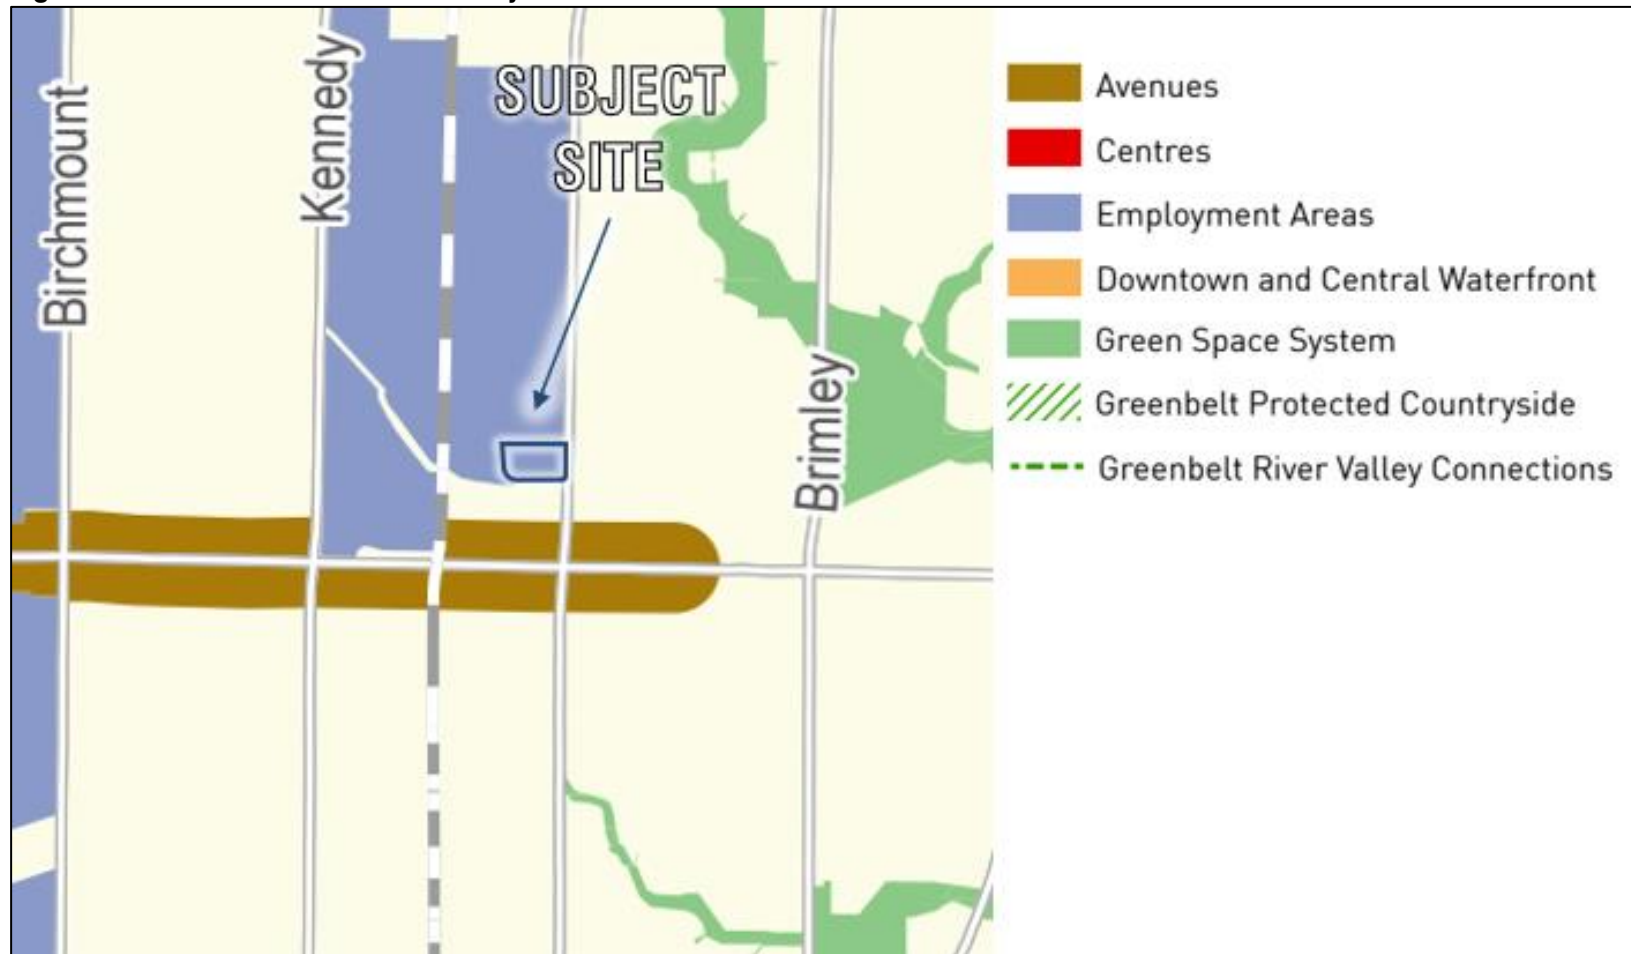 Birchmount
Kennedy
SUBJECT
SITE
Brimley
Avenues
Centres
Employment Areas
Downtown and Central Waterfront
Green Space System
Greenbelt Protected Countryside
Greenbelt River Valley Connections